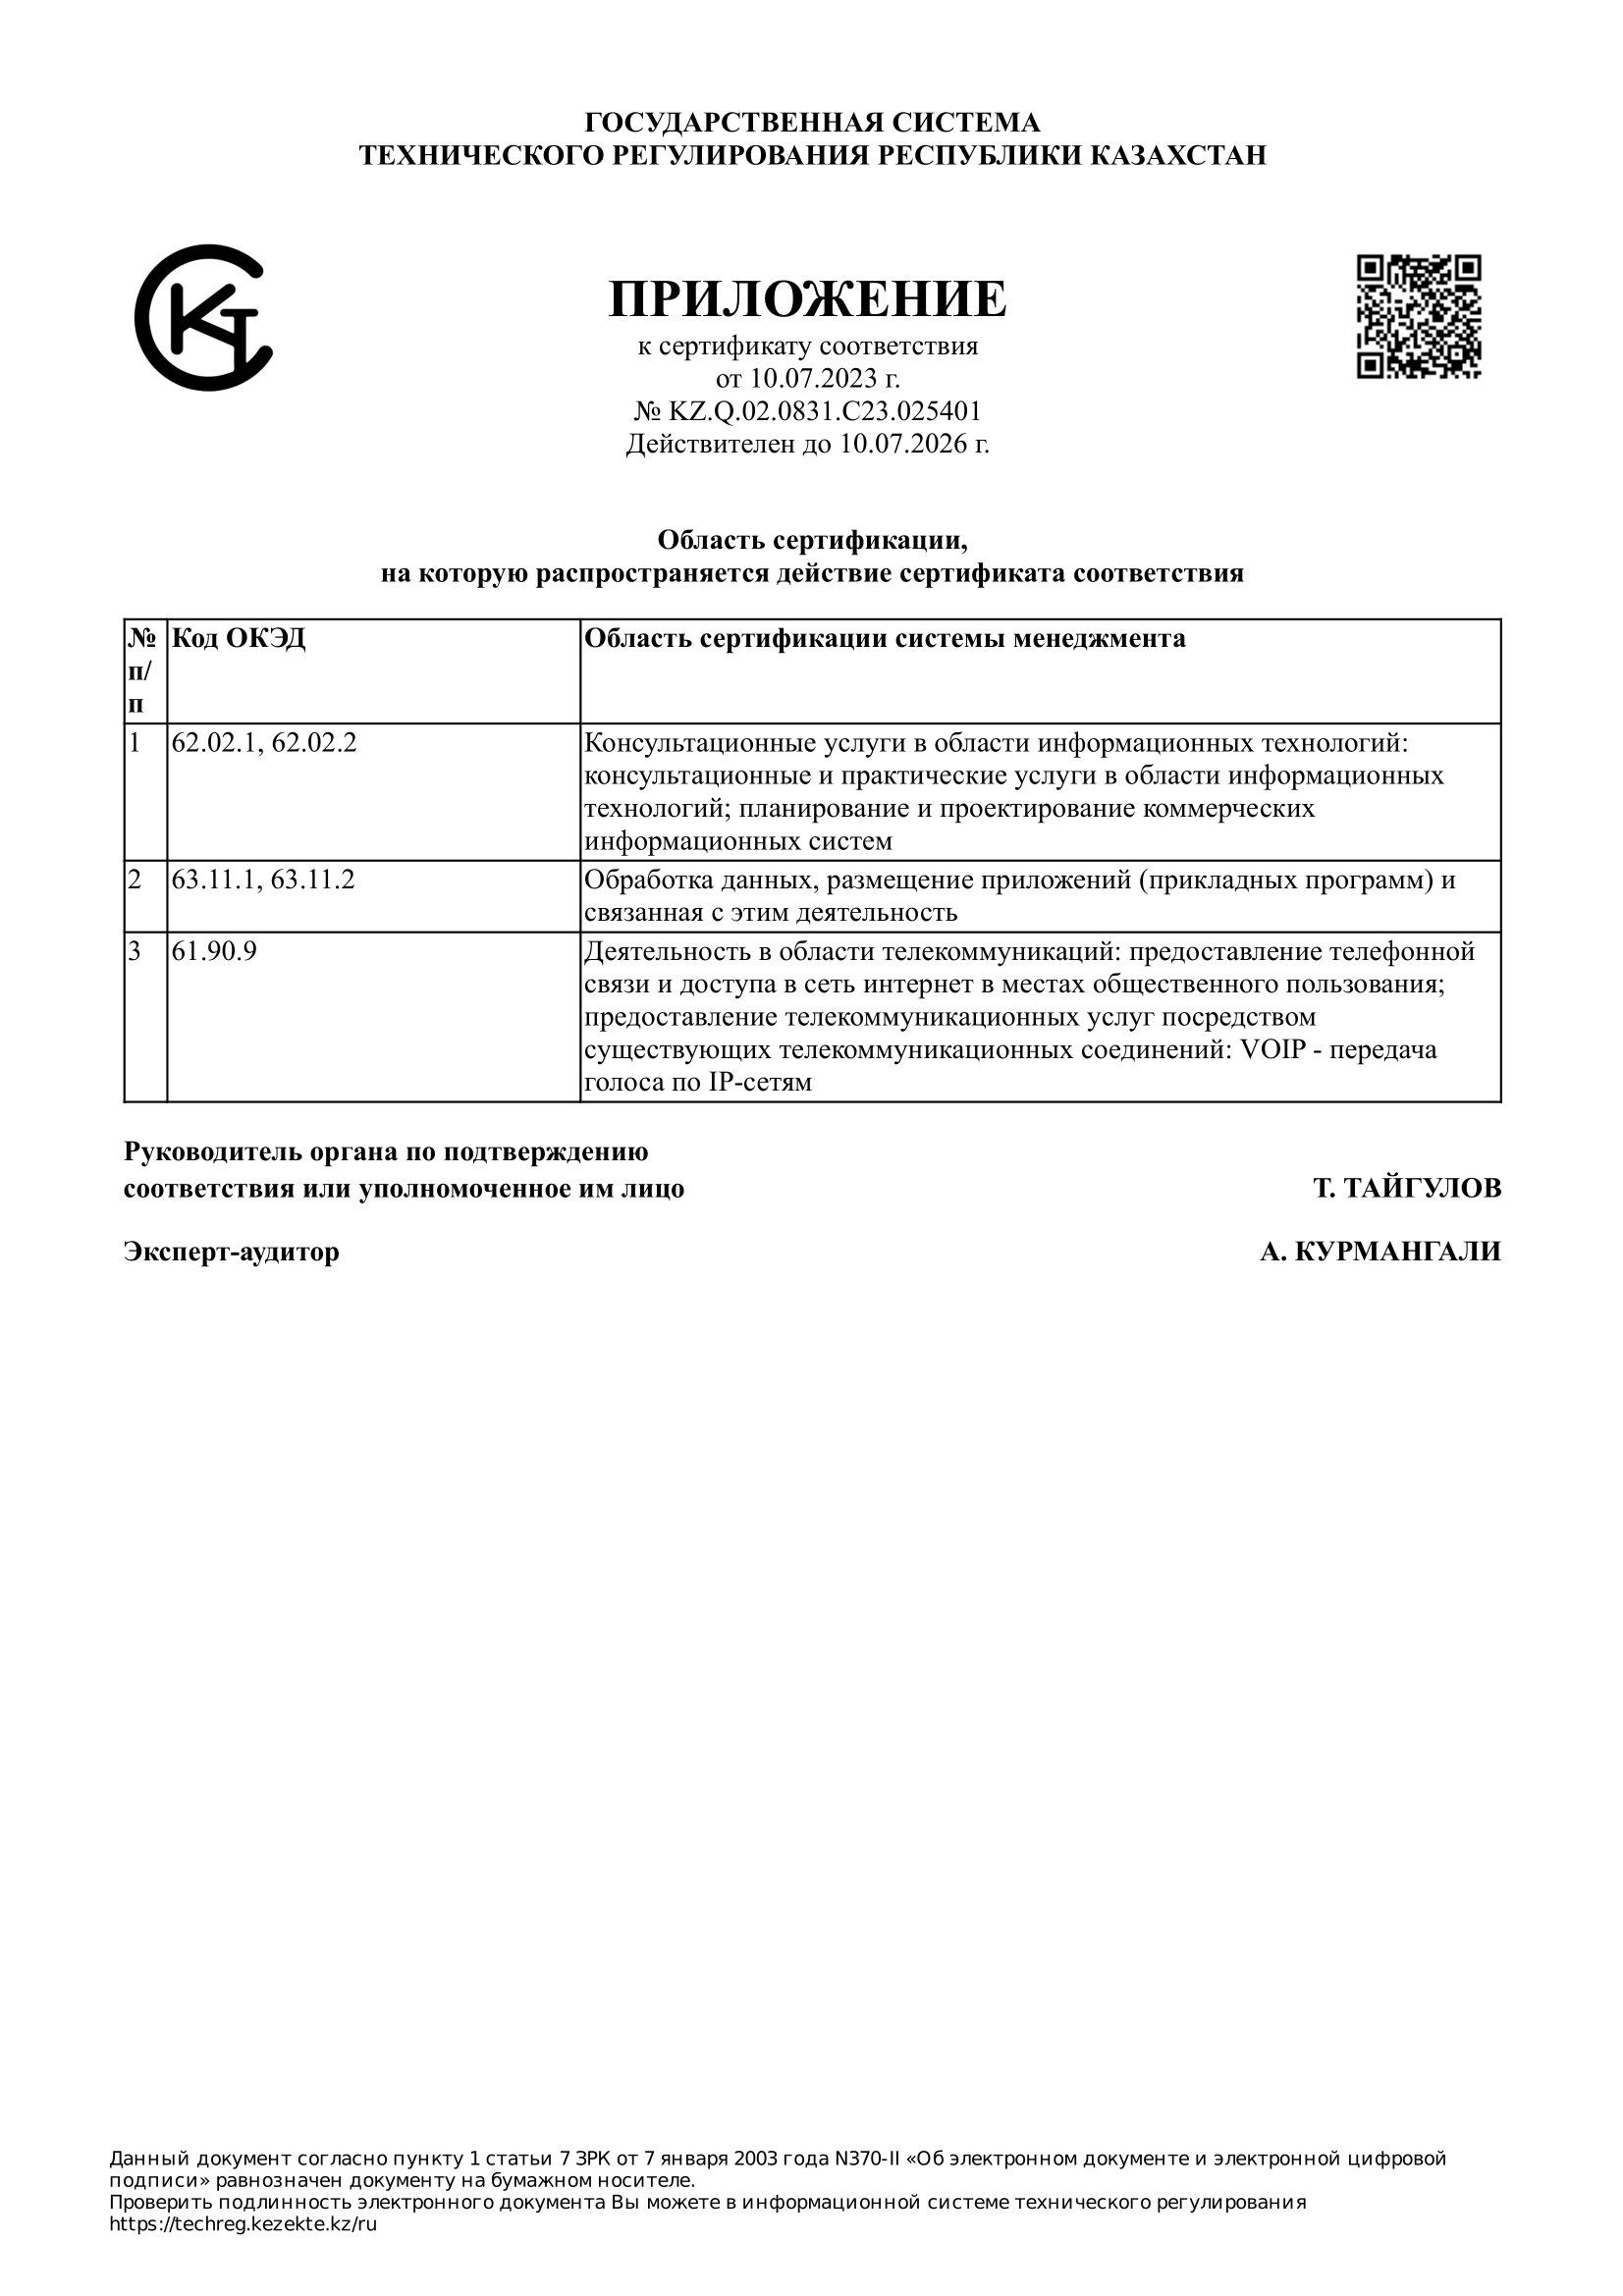 ГОСУДАРСТВЕННАЯ СИСТЕМА
ТЕХНИЧЕСКОГО РЕГУЛИРОВАНИЯ РЕСПУБЛИКИ КАЗАХСТАН
ПРИЛОЖЕНИЕ
к сертификату соответствия
от 10.07.2023 г.
№ KZ.Q.02.0831.C23.025401
Действителен до 10.07.2026 г.
Область сертификации,
на которую распространяется действие сертификата соответствия
№ п/п Код ОКЭД Область сертификации системы менеджмента
1 62.02.1, 62.02.2 Консультационные услуги в области информационных технологий:
консультационные и практические услуги в области информационных
технологий; планирование и проектирование коммерческих
информационных систем
2 63.11.1, 63.11.2 Обработка данных, размещение приложений (прикладных программ) и
связанная с этим деятельность
3 61.90.9 Деятельность в области телекоммуникаций: предоставление телефонной
связи и доступа в сеть интернет в местах общественного пользования;
предоставление телекоммуникационных услуг посредством
существующих телекоммуникационных соединений: VOIP - передача
голоса по IP-сетям
Руководитель органа по подтверждению
соответствия или уполномоченное им лицо Т. ТАЙГУЛОВ
Эксперт-аудитор А. КУРМАНГАЛИ
Данный документ согласно пункту 1 статьи 7 ЗРК от 7 января 2003 года N370-II «Об электронном документе и электронной цифровой
подписи» равнозначен документу на бумажном носителе.
Проверить подлинность электронного документа Вы можете в информационной системе технического регулирования
https://techreg.kezekte.kz/ru